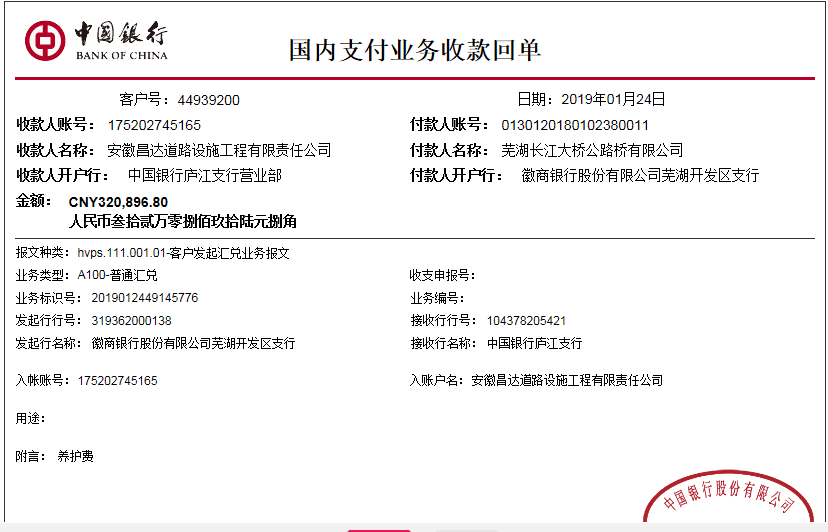 中国银行
BANK OF CHINA
国内支付业务收款回单
客户号：44939200 日期：2019年01月24日
收款人账号：175202745165 付款人账号：0130120180102380011
收款人名称：安徽昌达道路设施工程有限责任公司 付款人名称：芜湖长江大桥公路桥有限公司
收款人开户行：中国银行庐江支行营业部 付款人开户行：徽商银行股份有限公司芜湖开发区支行
金额：CNY320,896.80
人民币叁拾贰万零捌佰玖拾陆元捌角
报文种类：hvps.111.001.01-客户发起汇兑业务报文
业务类型：A100-普通汇兑 收支申报号：
业务标识号：2019012449145776 业务编号：
发起行行号：319362000138 接收行行号：104378205421
发起行名称：徽商银行股份有限公司芜湖开发区支行 接收行名称：中国银行庐江支行
入帐账号：175202745165 入账户名：安徽昌达道路设施工程有限责任公司
用途：
附言：养护费
中国银行股份有限公司